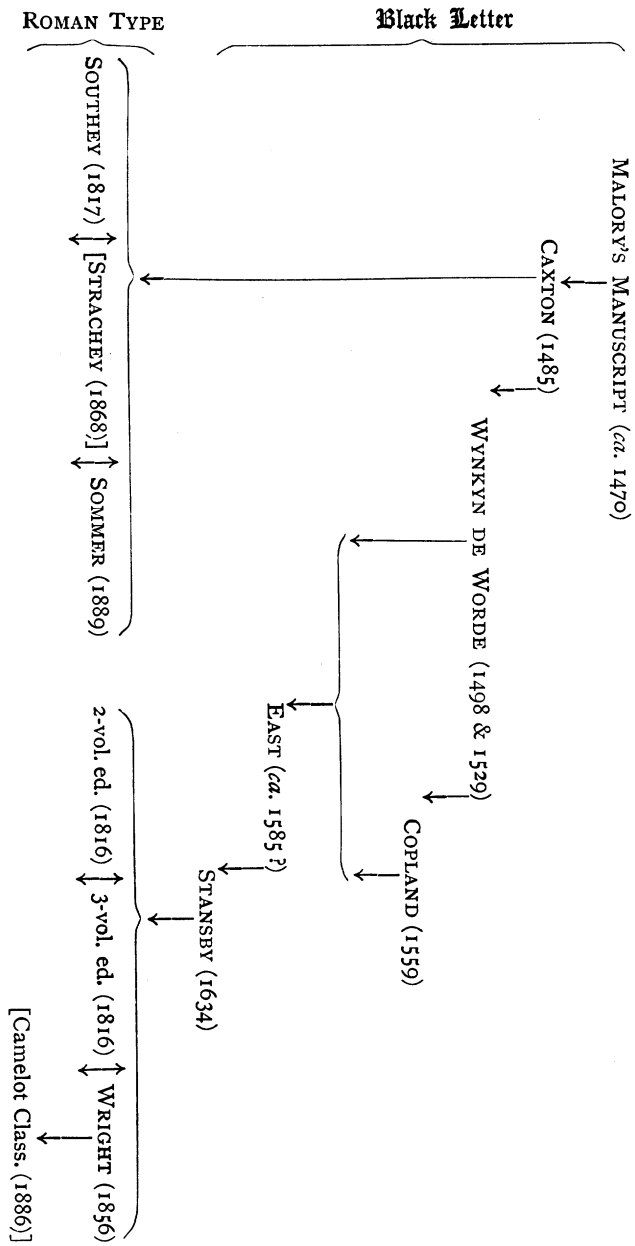 Black Letter
MALORY'S MANUSCRIPT (ca. 1470)
CAXTON (1485)
WYNKYN DE WORDE (1498 & 1529)
COPLAND (1559)
EAST (ca. 1585?)
STANSBY (1634)
ROMAN TYPE
SOUTHEY (1817) [STRACHEY (1868)] SOMMER (1889)
2-vol. ed. (1816) 3-vol. ed. (1816) WRIGHT (1856)
[Camelot Class. (1886)]